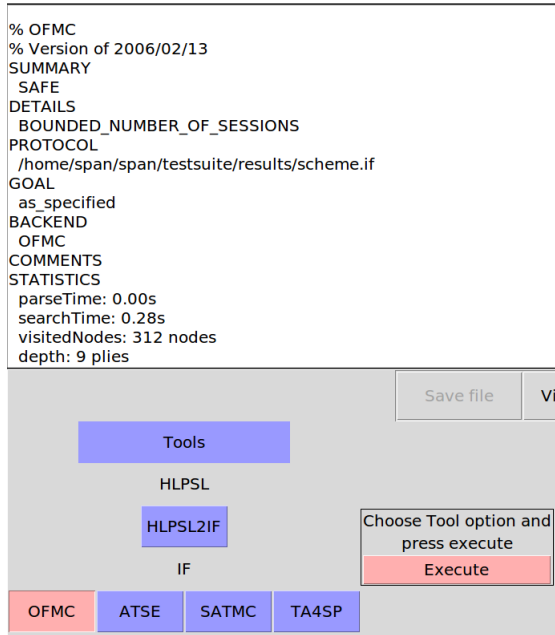 % OFMC
% Version of 2006/02/13
SUMMARY
SAFE
DETAILS
BOUNDED_NUMBER_OF_SESSIONS
PROTOCOL
/home/span/span/testsuite/results/scheme.if
GOAL
as_specified
BACKEND
OFMC
COMMENTS
STATISTICS
parseTime: 0.00s
searchTime: 0.28s
visitedNodes: 312 nodes
depth: 9 plies
Save file
Vi
Tools
HLPSL
HLPSL2IF
Choose Tool option and
press execute
IF
Execute
OFMC
ATSE
SATMC
TA4SP